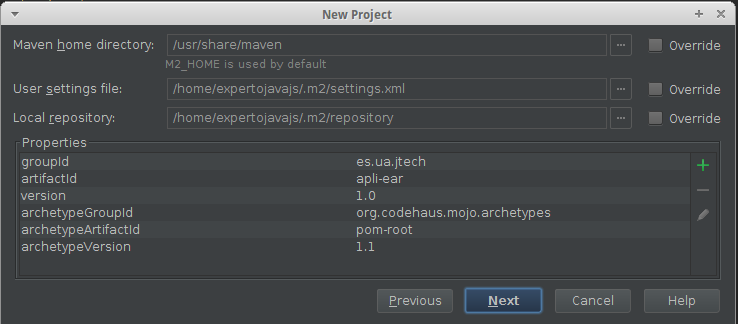 New Project
Maven home directory: /usr/share/maven ... Override
M2_HOME is used by default
User settings file: /home/expertojavajs/.m2/settings.xml ... Override
Local repository: /home/expertojavajs/.m2/repository ... Override
Properties
groupId es.ua.jtech
artifactId apli-ear
version 1.0
archetypeGroupId org.codehaus.mojo.archetypes
archetypeArtifactId pom-root
archetypeVersion 1.1
Previous Next Cancel Help